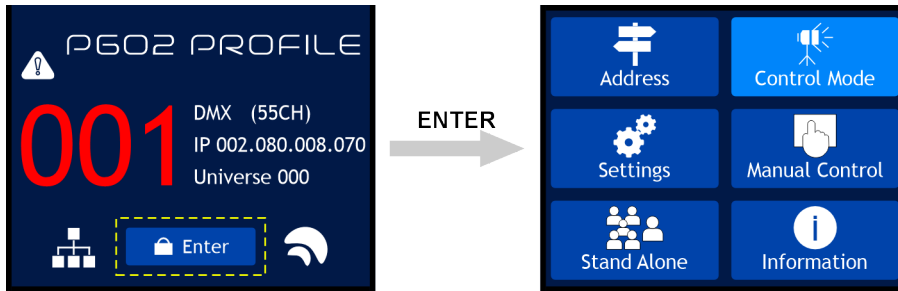 P602 PROFILE
001
DMX (55CH)
IP 002.080.008.070
Universe 000
Enter
ENTER
Address
Control Mode
Settings
Manual Control
Stand Alone
Information